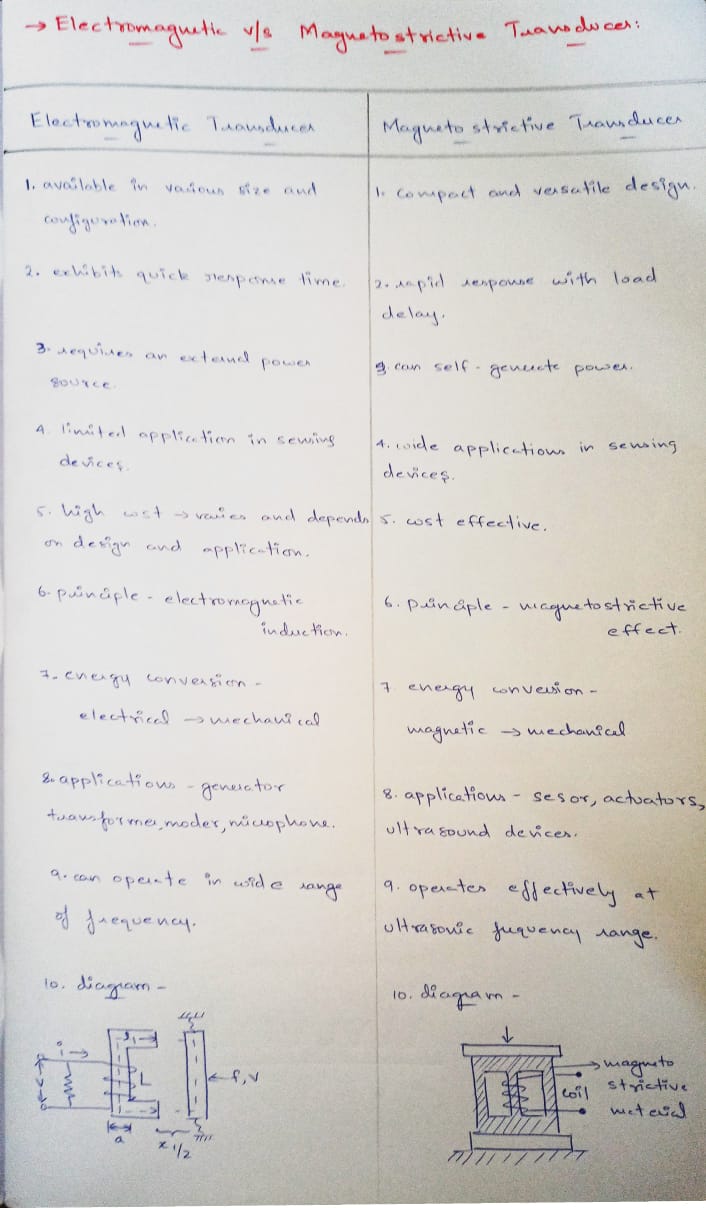 → Electromagnetic v/s Magnetostrictive Transducer:
Electromagnetic Transducer
1. available in various size and
configuration.
2. exhibits quick response time.
3. requires an external power
source.
4. limited application in sensing
devices.
5. high cost → varies and depends
on design and application.
6. principle - electromagnetic
induction.
7. energy conversion -
electrical → mechanical
8. applications - generator
transformer, moder, microphone.
9. can operate in wide range
of frequency.
10. diagram -
i
f, v
a
x 1/2
Magneto strictive Transducer
1. compact and versatile design.
2. rapid response with load
delay.
3. can self - generate power.
4. wide applications in sensing
devices.
5. cost effective.
6. principle - magnetostrictive
effect.
7. energy conversion -
magnetic → mechanical
8. applications - sesor, actuators,
ultrasound devices.
9. operates effectively at
ultrasonic fuquency range.
10. diagram -
magneto
strictive
material
coil